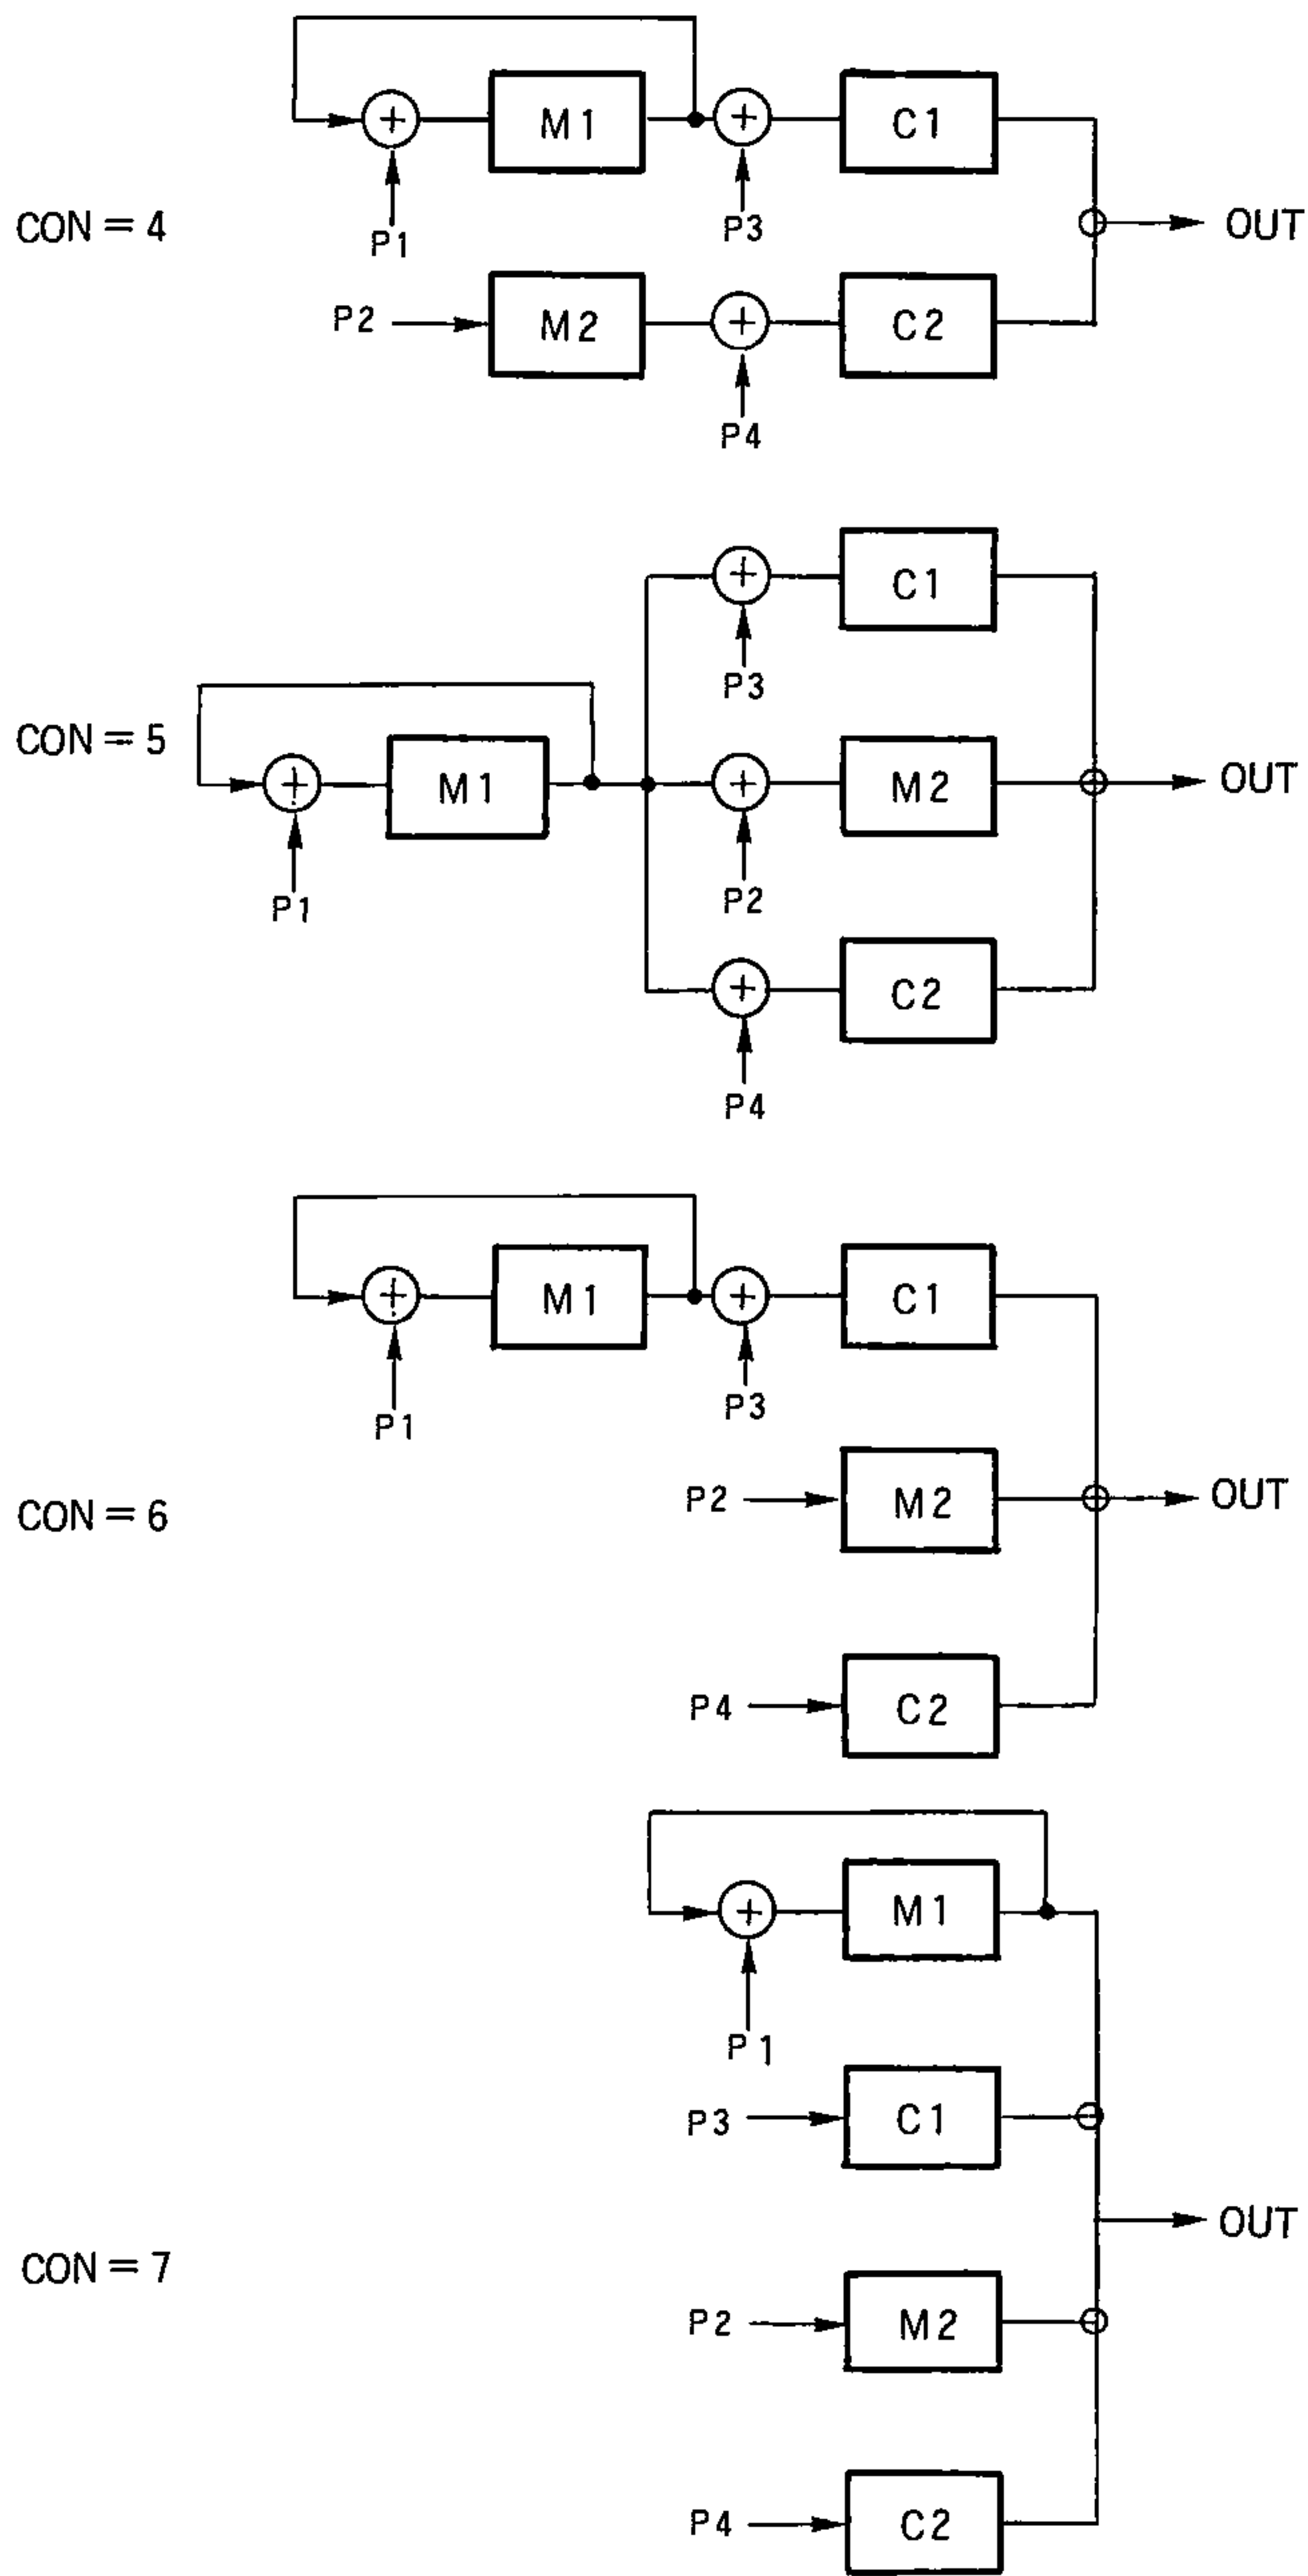 M1
C1
CON = 4
P1
P3
OUT
P2
M2
C2
P4
C1
P3
CON = 5
M1
M2
OUT
P1
P2
C2
P4
M1
C1
P1
P3
CON = 6
P2
M2
OUT
P4
C2
M1
P1
P3
C1
OUT
CON = 7
P2
M2
P4
C2